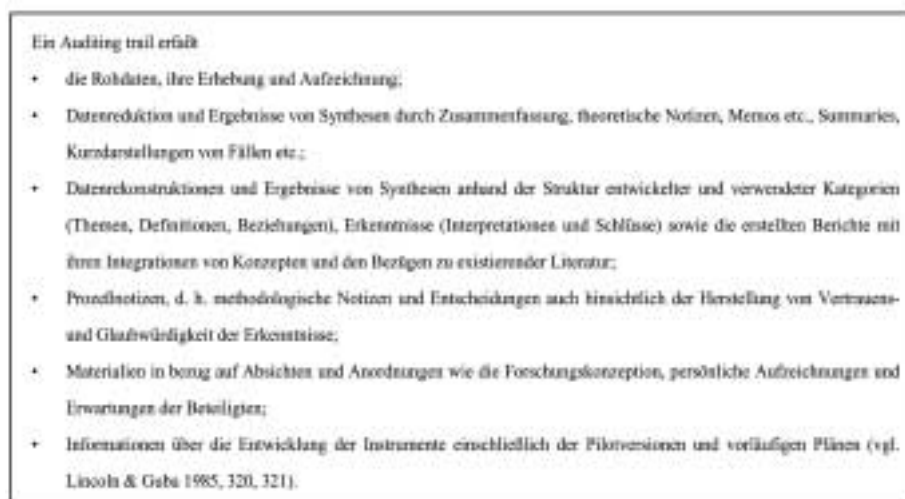 Ein Auditing trail erfaßt
• die Rohdaten, ihre Erhebung und Aufzeichnung;
• Datenreduktion und Ergebnisse von Synthesen durch Zusammenfassung, theoretische Notizen, Memos etc., Summaries,
Kurzdarstellungen von Fällen etc.;
• Datenrekonstruktionen und Ergebnisse von Synthesen anhand der Struktur entwickelter und verwendeter Kategorien
(Themen, Definitionen, Beziehungen), Erkenntnisse (Interpretationen und Schlüsse) sowie die erstellten Berichte mit
ihren Integrationen von Konzepten und den Bezügen zu existierender Literatur;
• Prozeßnotizen, d. h. methodologische Notizen und Entscheidungen auch hinsichtlich der Herstellung von Vertrauens-
und Glaubwürdigkeit der Erkenntnisse;
• Materialien in bezug auf Absichten und Anordnungen wie die Forschungskonzeption, persönliche Aufzeichnungen und
Erwartungen der Beteiligten;
• Informationen über die Entwicklung der Instrumente einschließlich der Pilotversionen und vorläufigen Plänen (vgl.
Lincoln & Guba 1985, 320, 321).